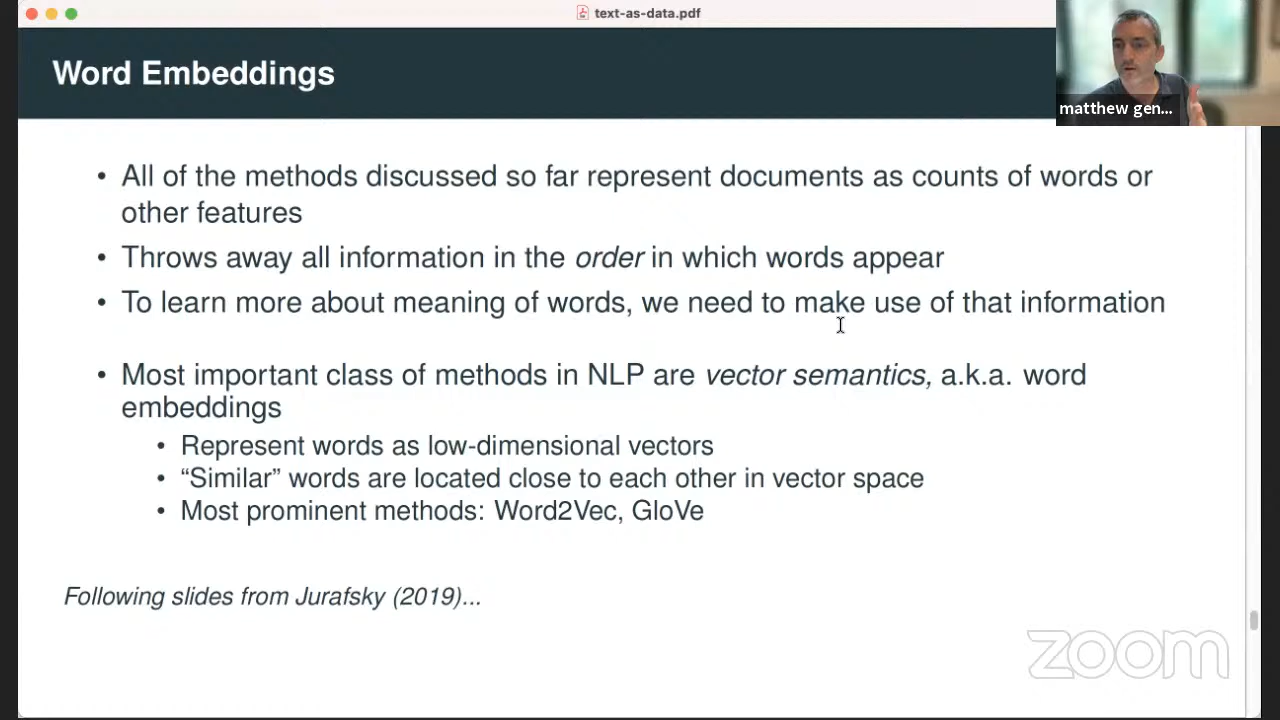 text-as-data.pdf
Word Embeddings
matthew gen...
• All of the methods discussed so far represent documents as counts of words or
other features
• Throws away all information in the order in which words appear
• To learn more about meaning of words, we need to make use of that information
• Most important class of methods in NLP are vector semantics, a.k.a. word
embeddings
• Represent words as low-dimensional vectors
• “Similar” words are located close to each other in vector space
• Most prominent methods: Word2Vec, GloVe
Following slides from Jurafsky (2019)...
zoom